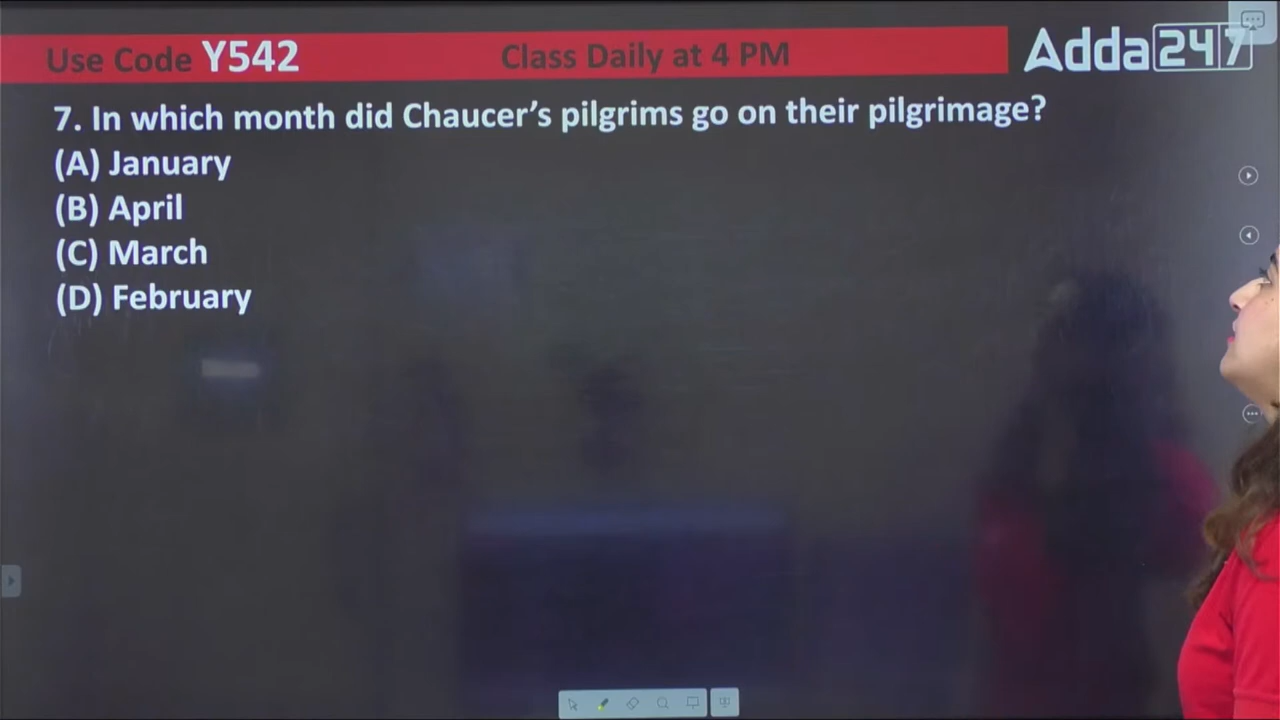 Use Code Y542 Class Daily at 4 PM Adda247
7. In which month did Chaucer's pilgrims go on their pilgrimage?
(A) January
(B) April
(C) March
(D) February